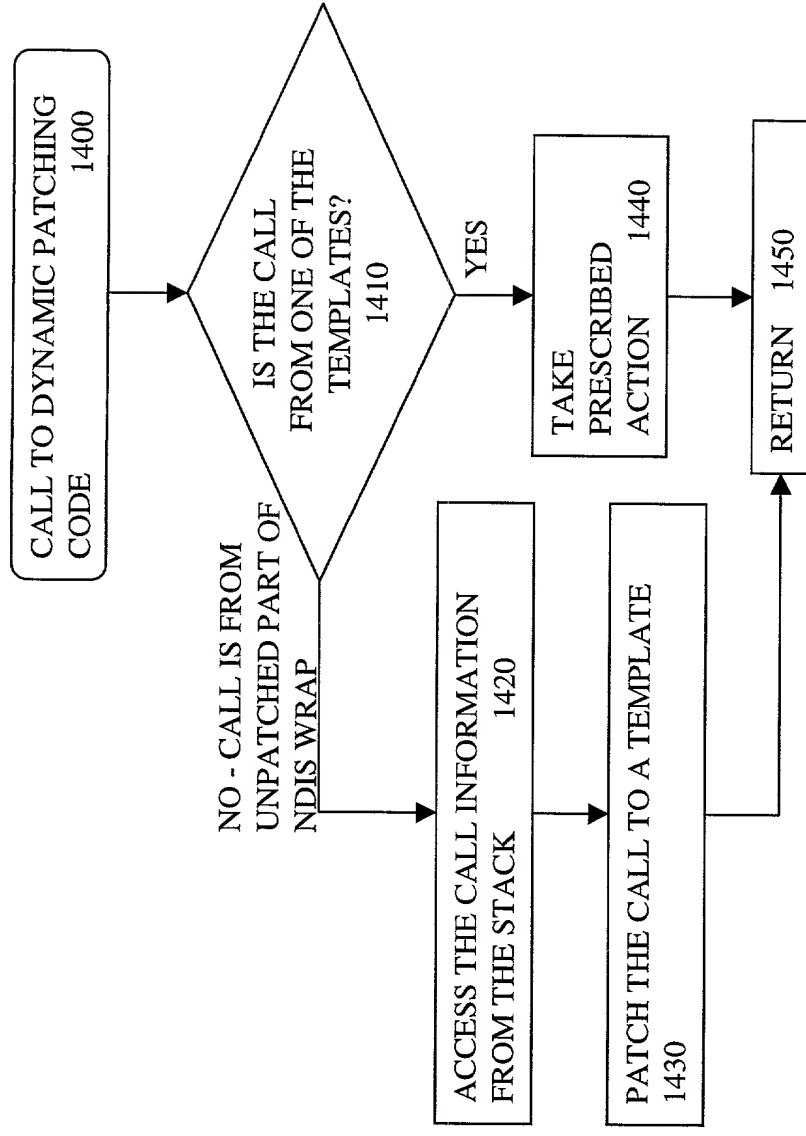 CALL TO DYNAMIC PATCHING
CODE 1400
IS THE CALL
FROM ONE OF THE
TEMPLATES?
1410
NO - CALL IS FROM
UNPATCHED PART OF
NDIS WRAP
YES
ACCESS THE CALL INFORMATION
FROM THE STACK 1420
TAKE
PRESCRIBED
ACTION 1440
PATCH THE CALL TO A TEMPLATE
1430
RETURN 1450